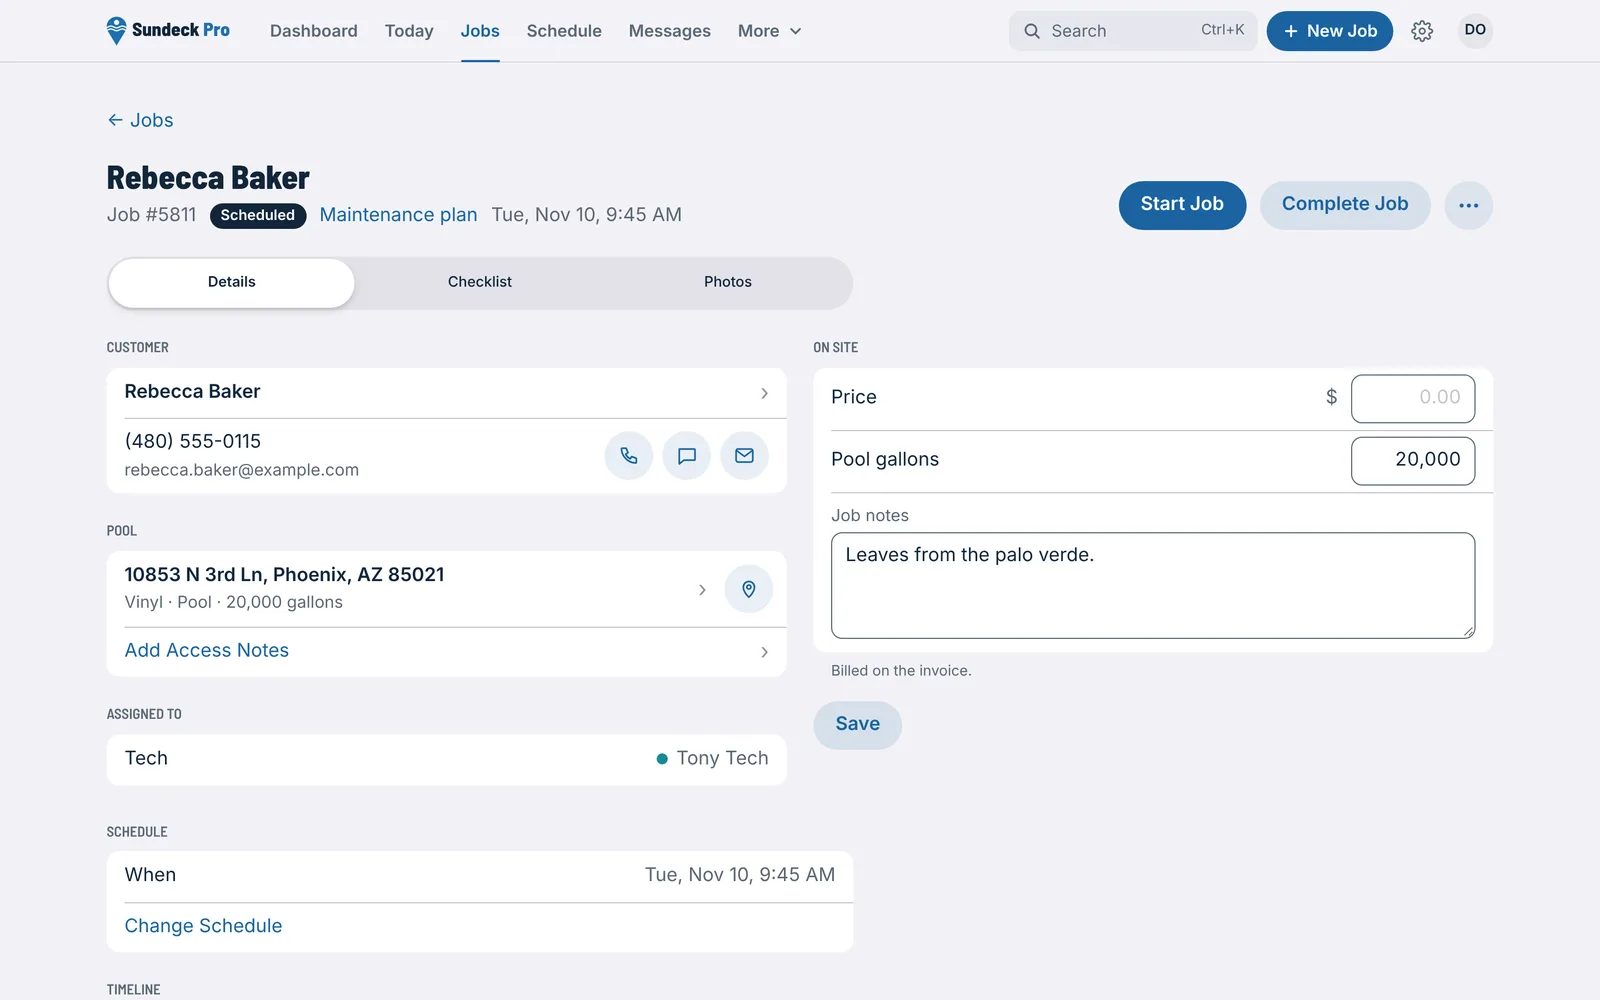 Sundeck Pro
Dashboard
Today
Jobs
Schedule
Messages
More
Search
Ctrl+K
+ New Job
DO
← Jobs
Rebecca Baker
Job #5811
Scheduled
Maintenance plan
Tue, Nov 10, 9:45 AM
Start Job
Complete Job
Details
Checklist
Photos
CUSTOMER
Rebecca Baker
(480) 555-0115
rebecca.baker@example.com
POOL
10853 N 3rd Ln, Phoenix, AZ 85021
Vinyl · Pool · 20,000 gallons
Add Access Notes
ASSIGNED TO
Tech
Tony Tech
SCHEDULE
When
Tue, Nov 10, 9:45 AM
Change Schedule
TIMELINE
ON SITE
Price
$
0.00
Pool gallons
20,000
Job notes
Leaves from the palo verde.
Billed on the invoice.
Save